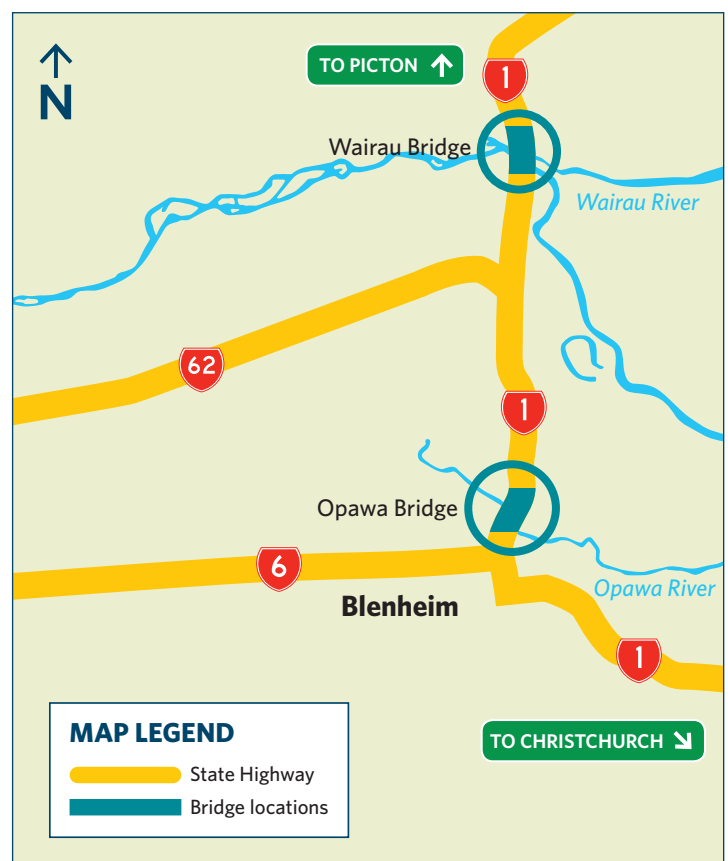 N
TO PICTON ↑
1
Wairau Bridge
Wairau River
62
1
Opawa Bridge
6
Opawa River
Blenheim
1
TO CHRISTCHURCH ↘
MAP LEGEND
State Highway
Bridge locations